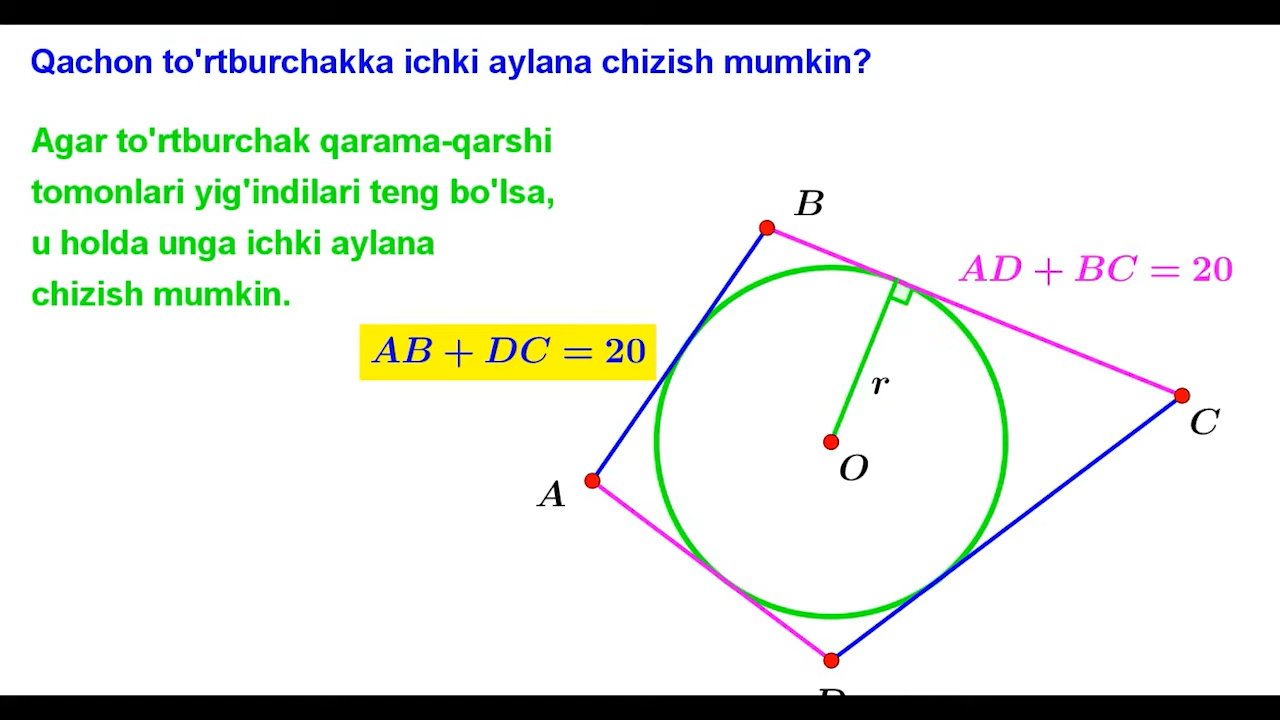 Qachon to'rtburchakka ichki aylana chizish mumkin?
Agar to'rtburchak qarama-qarshi
tomonlari yig'indilari teng bo'lsa,
u holda unga ichki aylana
chizish mumkin.
B
AD + BC = 20
AB + DC = 20
r
C
O
A